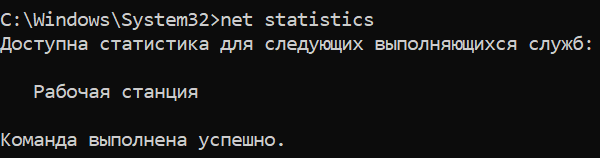 C:\Windows\System32>net statistics
Доступна статистика для следующих выполняющихся служб:
Рабочая станция
Команда выполнена успешно.